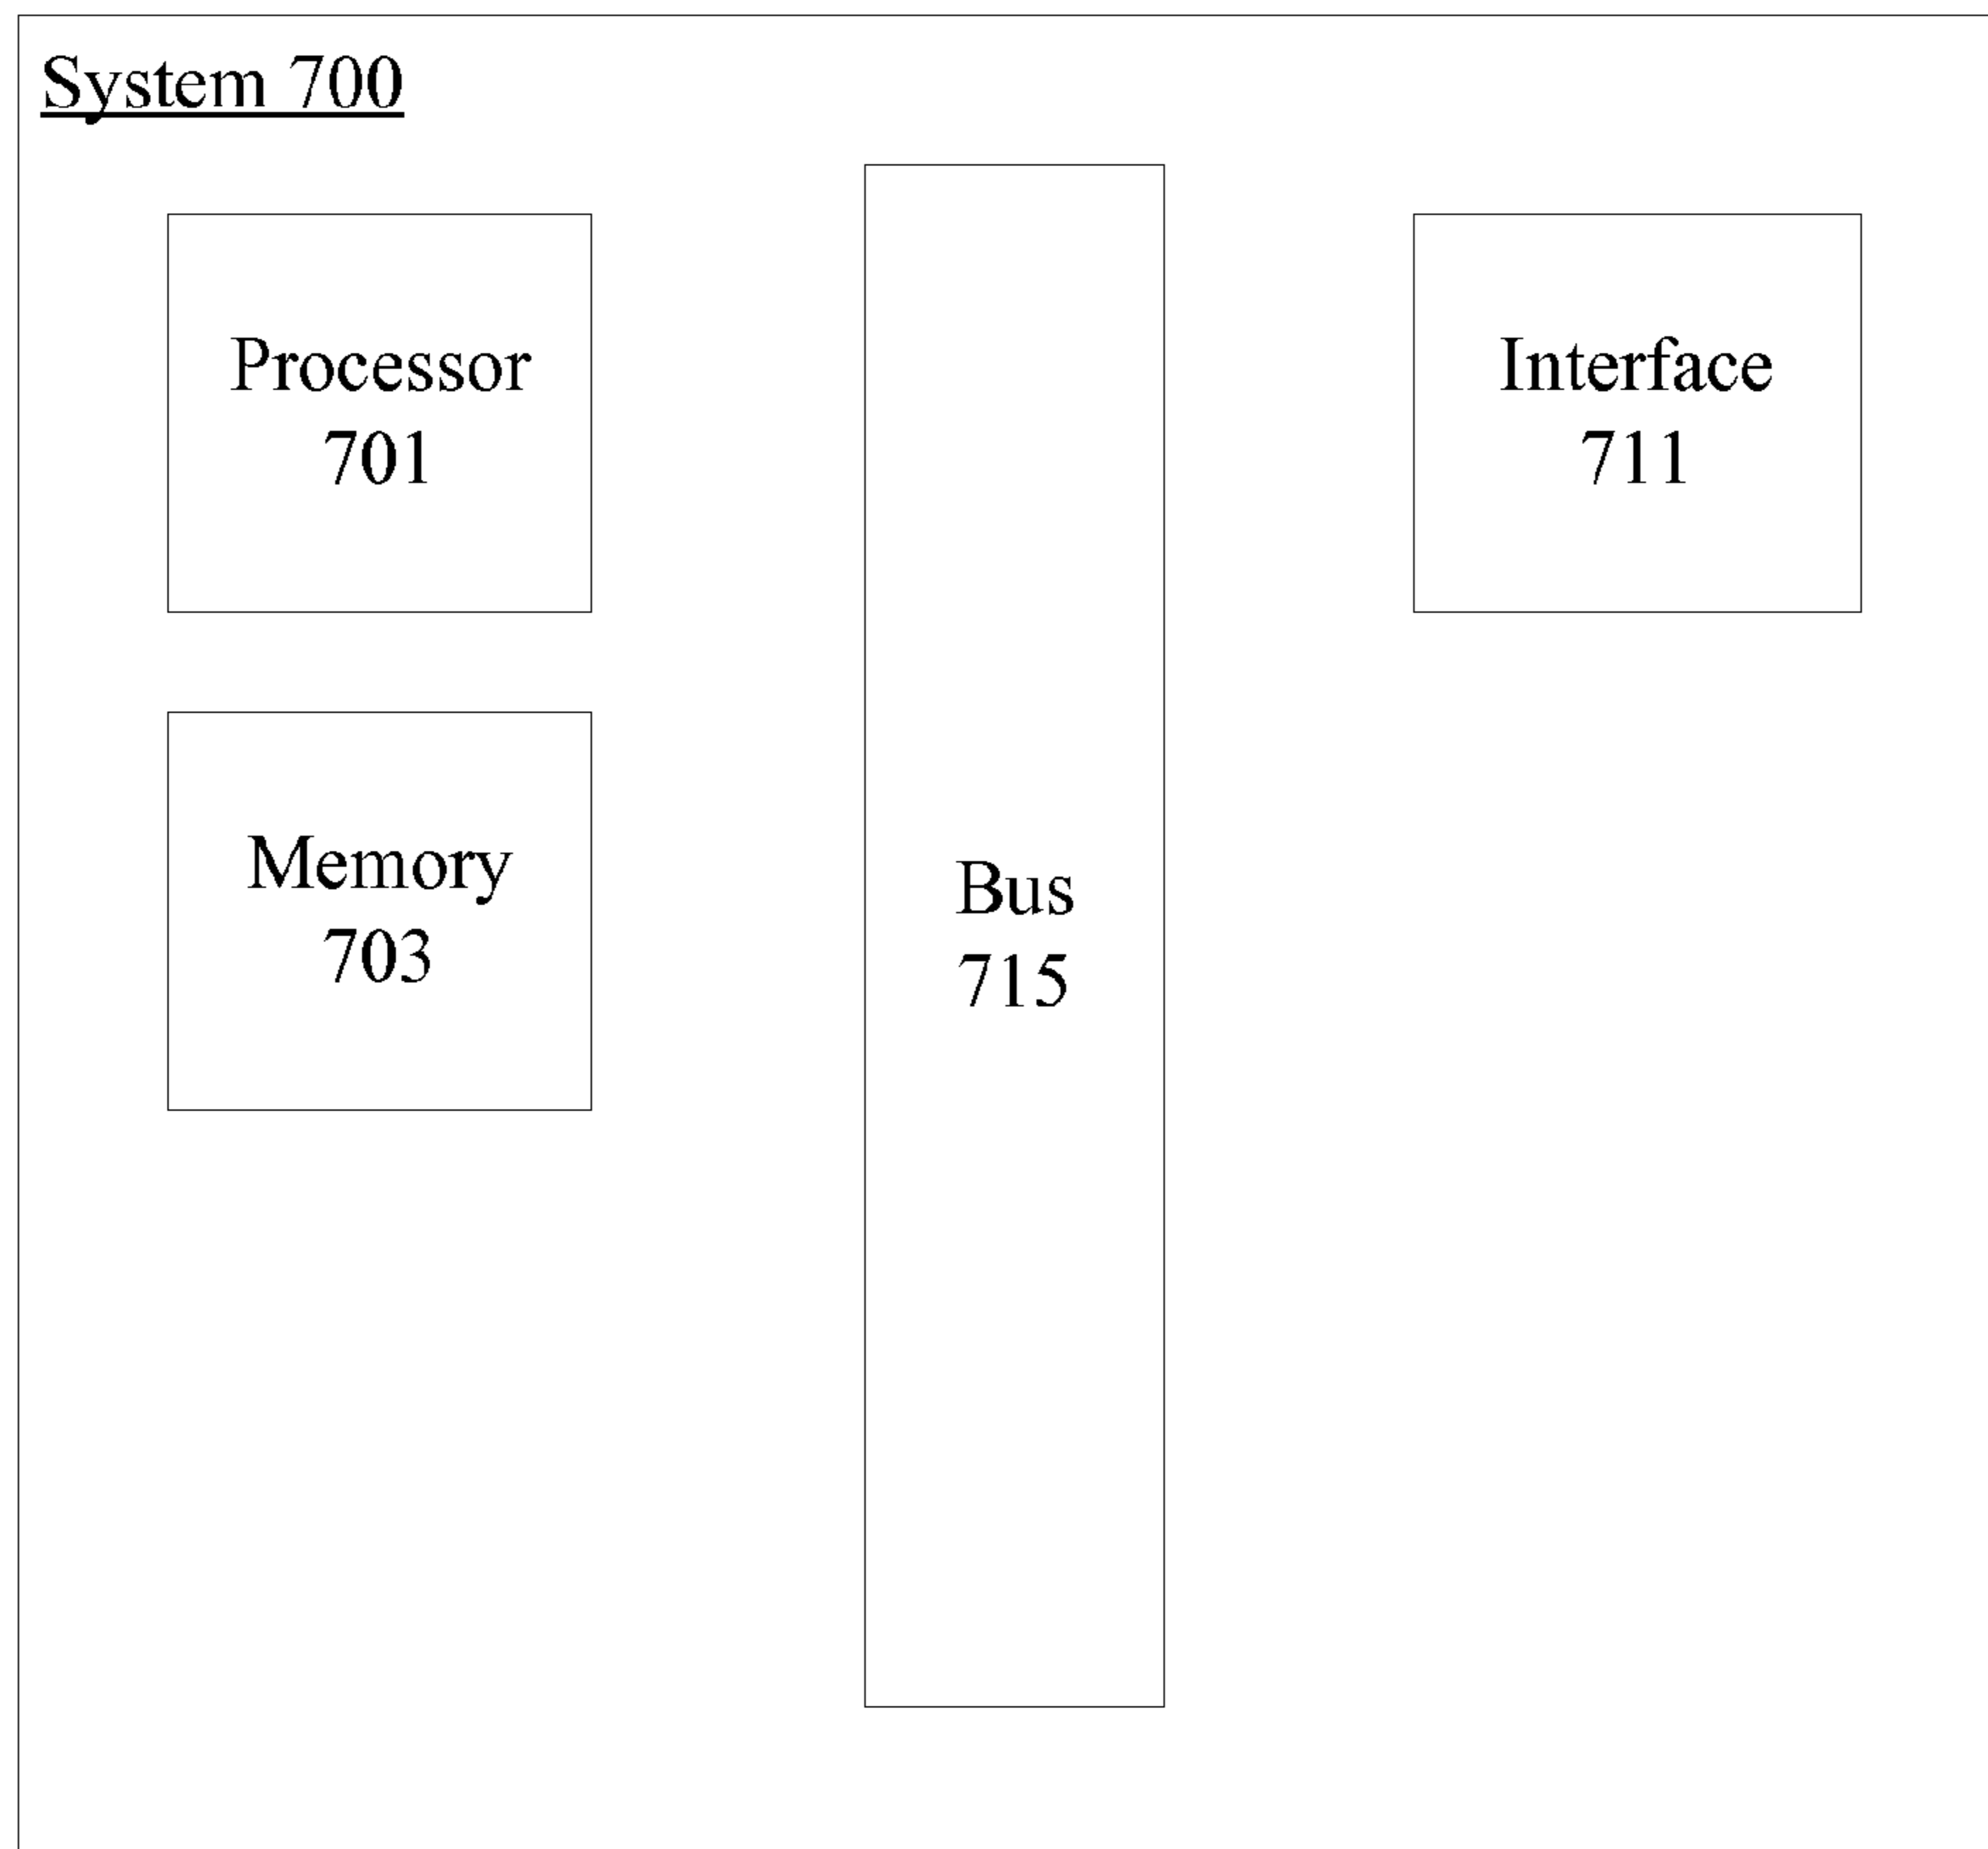 System 700
Processor
701
Interface
711
Memory
703
Bus
715